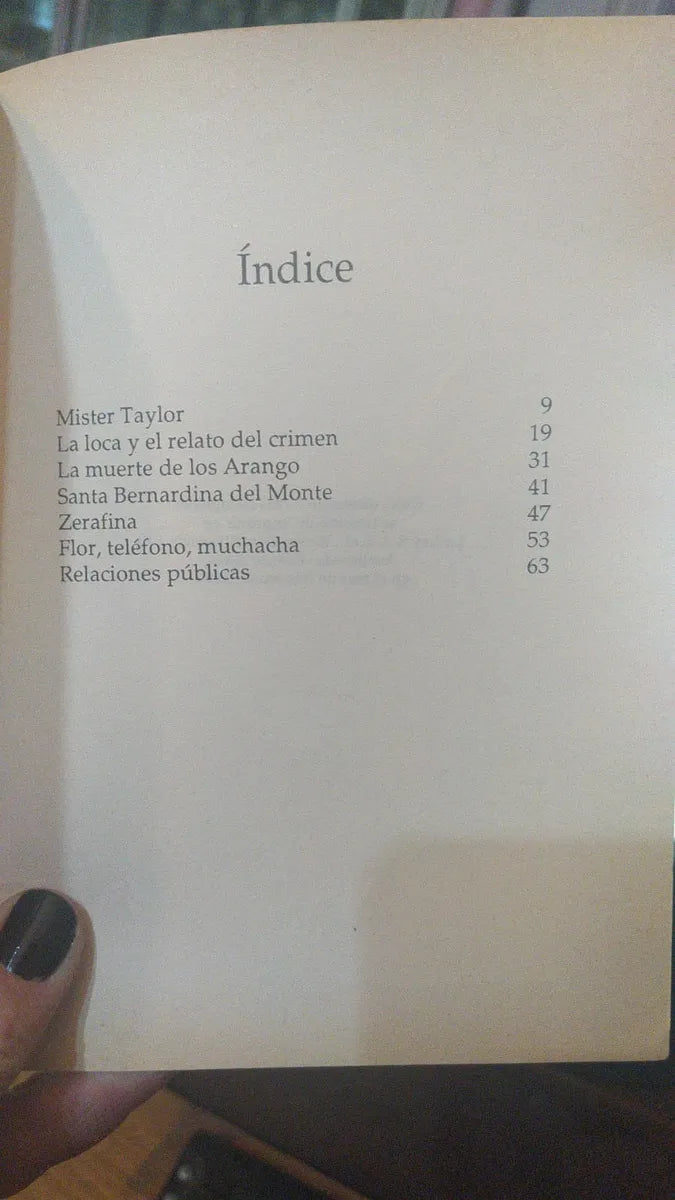 Índice
Mister Taylor 9
La loca y el relato del crimen 19
La muerte de los Arango 31
Santa Bernardina del Monte 41
Zerafina 47
Flor, teléfono, muchacha 53
Relaciones públicas 63